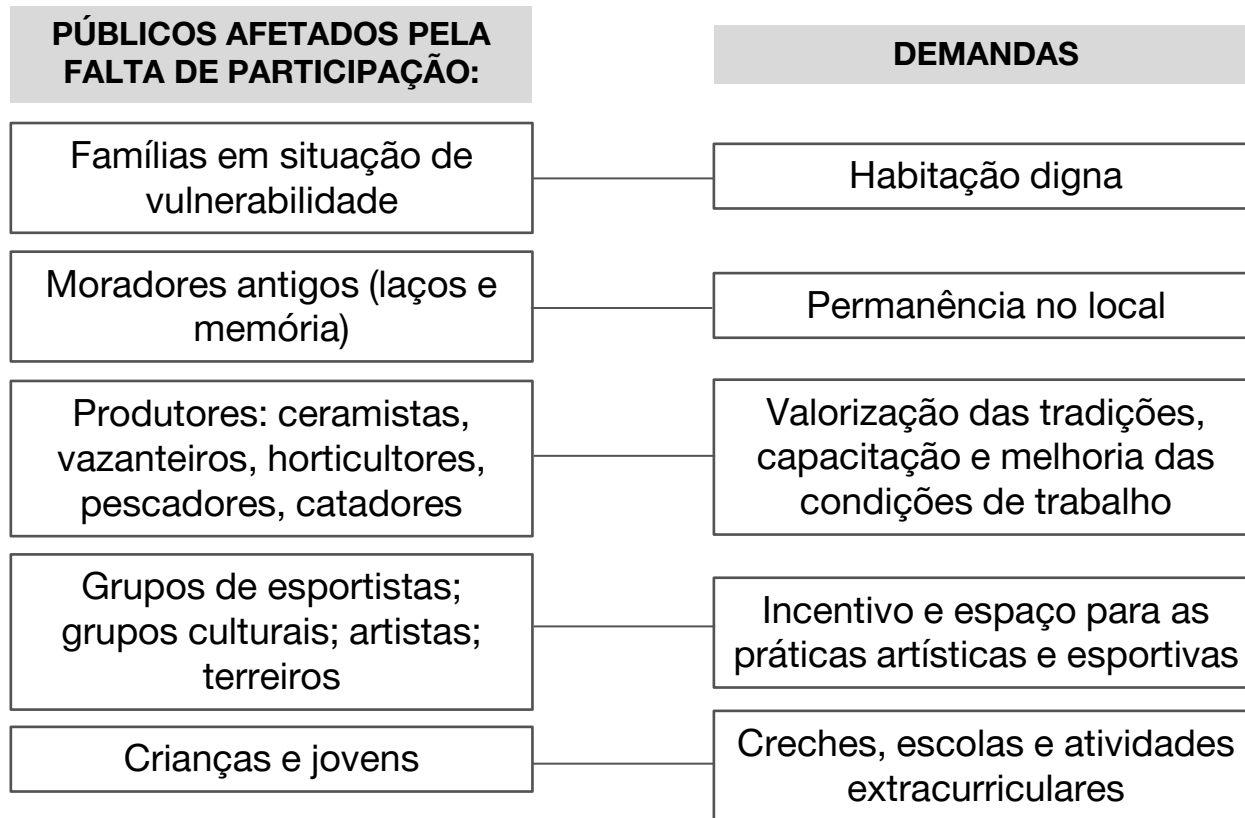 PÚBLICOS AFETADOS PELA
FALTA DE PARTICIPAÇÃO:
DEMANDAS
Famílias em situação de
vulnerabilidade
Habitação digna
Moradores antigos (laços e
memória)
Permanência no local
Produtores: ceramistas,
vazanteiros, horticultores,
pescadores, catadores
Valorização das tradições,
capacitação e melhoria das
condições de trabalho
Grupos de esportistas;
grupos culturais; artistas;
terreiros
Incentivo e espaço para as
práticas artísticas e esportivas
Crianças e jovens
Creches, escolas e atividades
extracurriculares